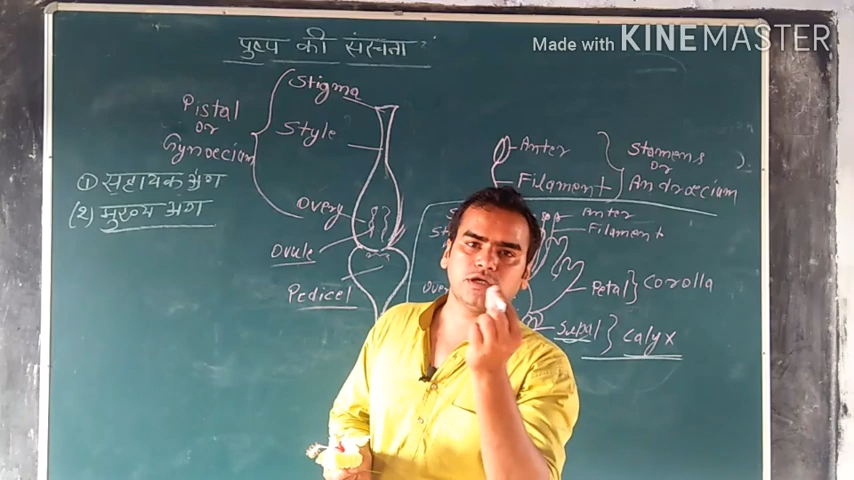 Made with KINEMASTER
पुष्प की संरचना
Stigma
Pistal
or
Gynoecium
Style
① सहायक अंग
(२) मुख्य अंग
Overy
Ovule
Pedicel
Anter
Filament
Stamens
or
Androecium
Anter
Filament
Petal} Corolla
Sepal} Calyx